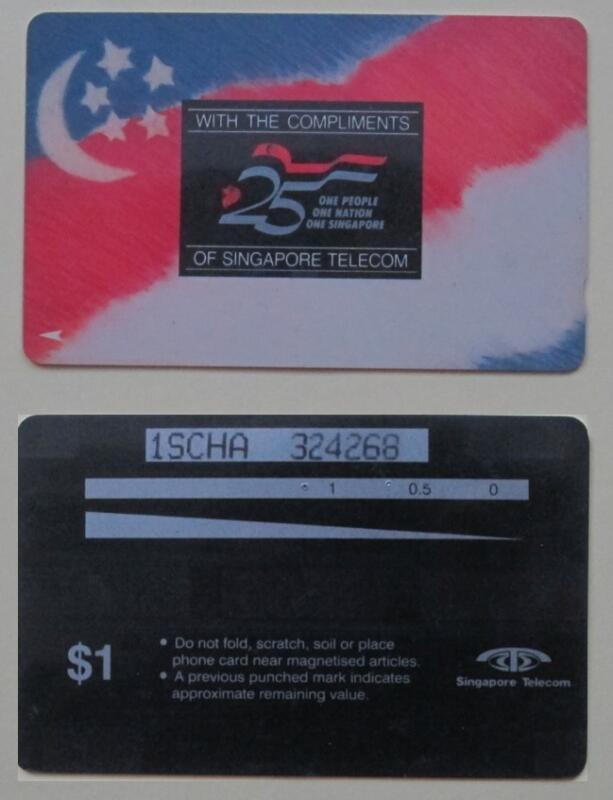 WITH THE COMPLIMENTS
25
ONE PEOPLE
ONE NATION
ONE SINGAPORE
OF SINGAPORE TELECOM
1SCHA 324268
1 0.5 0
$1
• Do not fold, scratch, soil or place
phone card near magnetised articles.
• A previous punched mark indicates
approximate remaining value.
Singapore Telecom